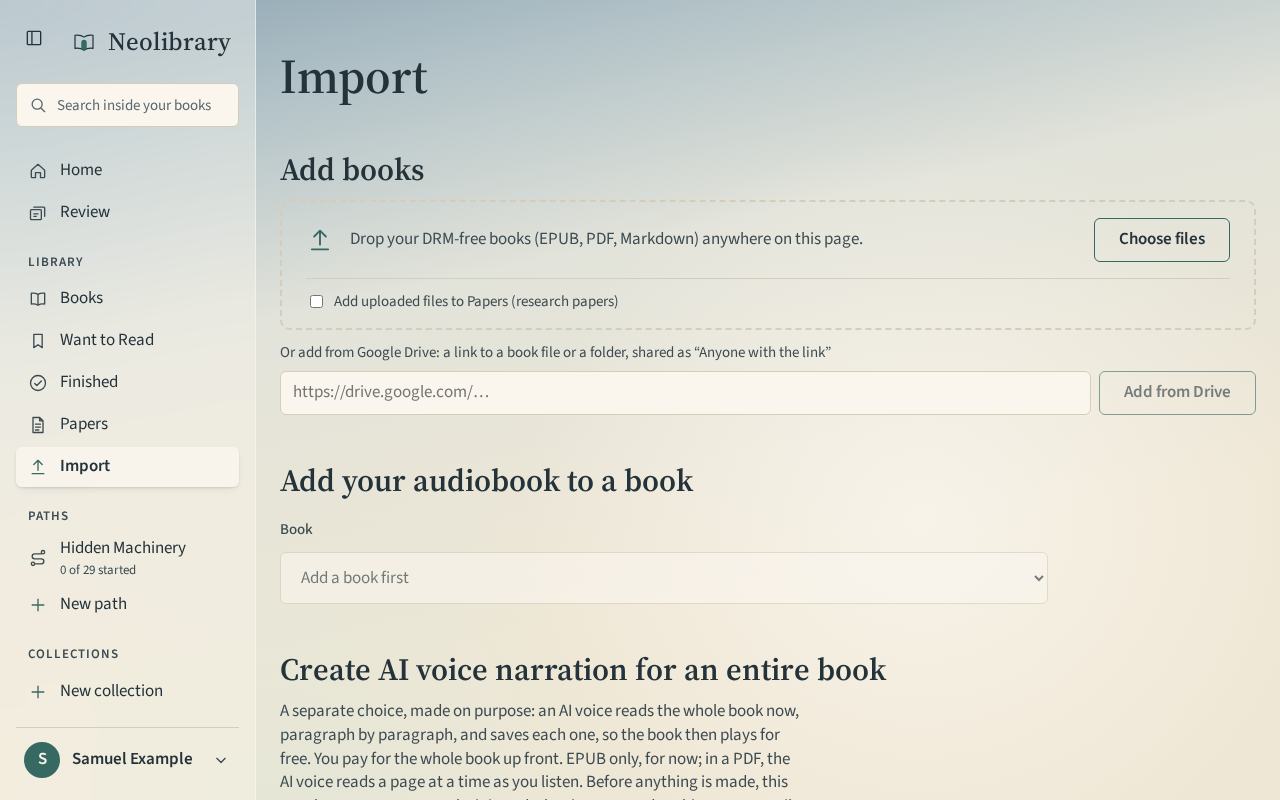 Neolibrary
Search inside your books
Home
Review
LIBRARY
Books
Want to Read
Finished
Papers
Import
PATHS
Hidden Machinery
0 of 29 started
New path
COLLECTIONS
New collection
S
Samuel Example
Import
Add books
Drop your DRM-free books (EPUB, PDF, Markdown) anywhere on this page.
Choose files
Add uploaded files to Papers (research papers)
Or add from Google Drive: a link to a book file or a folder, shared as “Anyone with the link”
https://drive.google.com/…
Add from Drive
Add your audiobook to a book
Book
Add a book first
Create AI voice narration for an entire book
A separate choice, made on purpose: an AI voice reads the whole book now,
paragraph by paragraph, and saves each one, so the book then plays for
free. You pay for the whole book up front. EPUB only, for now; in a PDF, the
AI voice reads a page at a time as you listen. Before anything is made, this